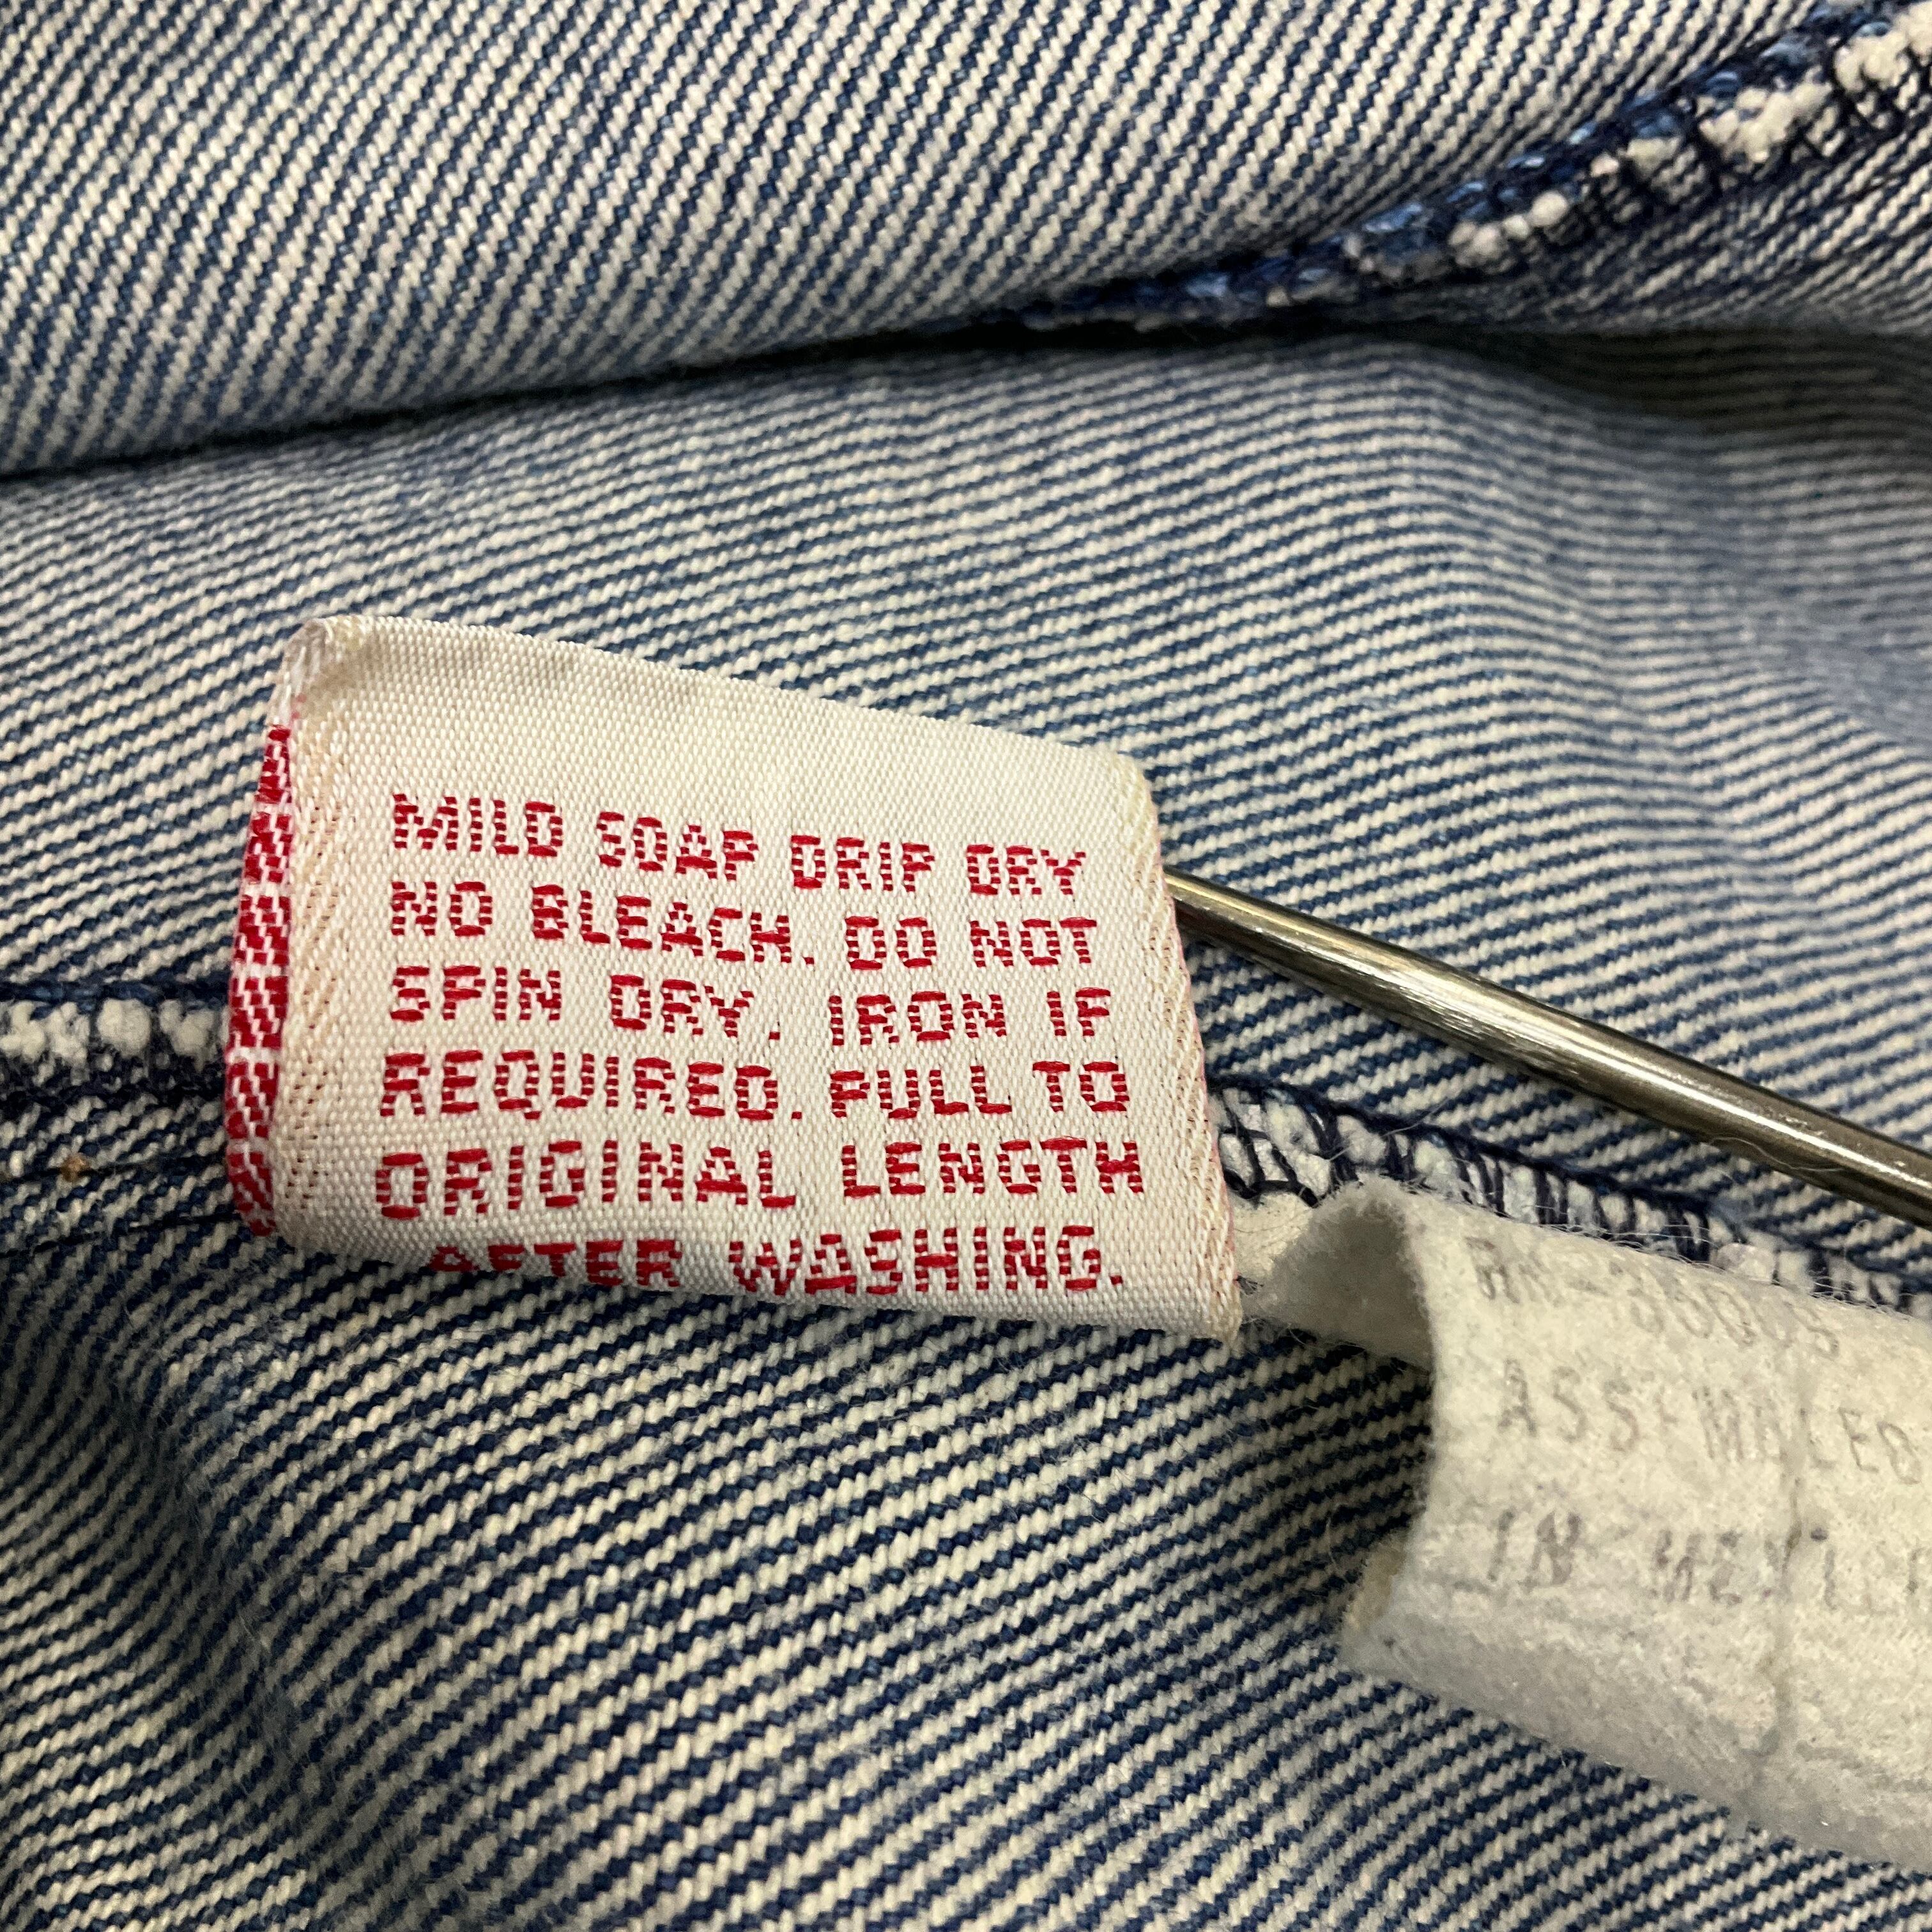 MILD SOAP DRIP DRY
NO BLEACH. DO NOT
SPIN DRY. IRON IF
REQUIRED. PULL TO
ORIGINAL LENGTH
AFTER WASHING.
IN